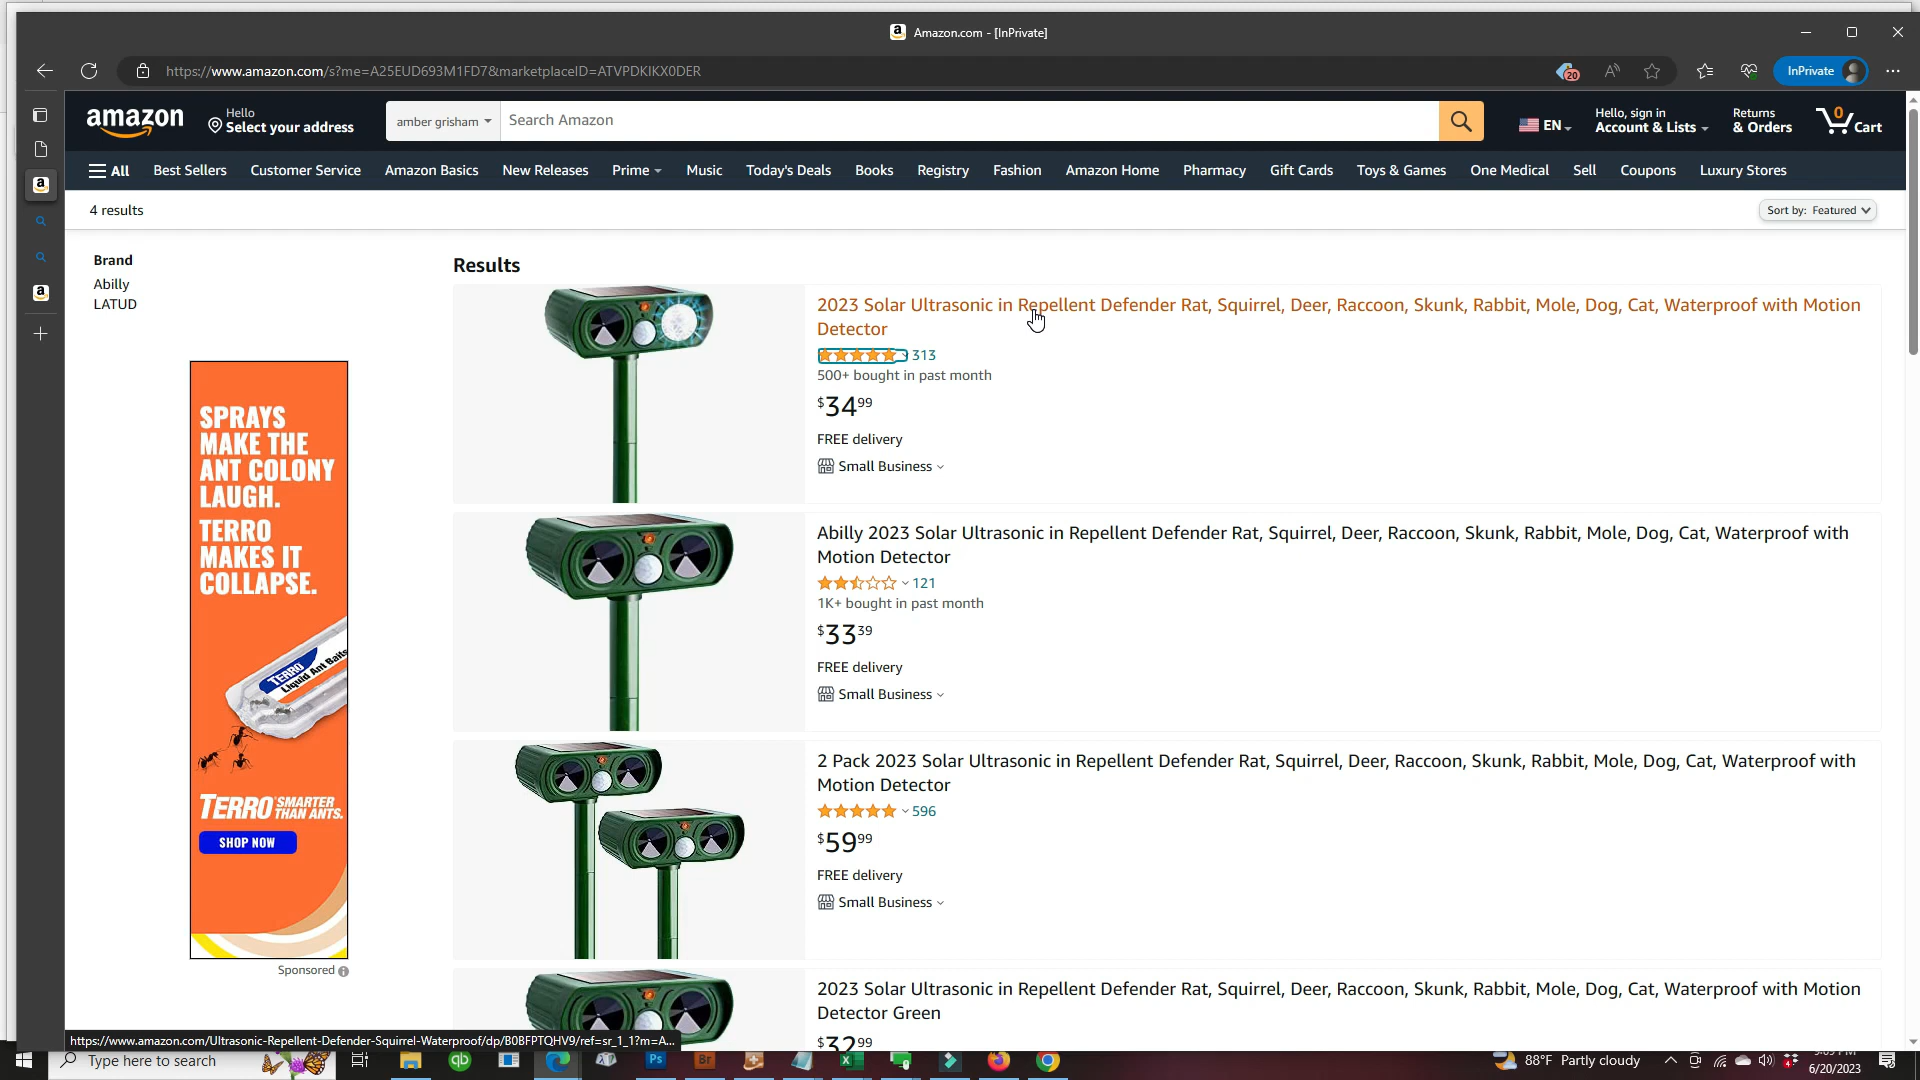 Amazon.com - [InPrivate]
https://www.amazon.com/s?me=A25EUD693M1FD7&marketplaceID=ATVPDKIKX0DER
20
InPrivate
amazon
Hello
Select your address
amber grisham
Search Amazon
EN
Hello, sign in
Account & Lists
Returns
& Orders
0
Cart
All
Best Sellers
Customer Service
Amazon Basics
New Releases
Prime
Music
Today's Deals
Books
Registry
Fashion
Amazon Home
Pharmacy
Gift Cards
Toys & Games
One Medical
Sell
Coupons
Luxury Stores
4 results
Sort by: Featured
Brand
Abilly
LATUD
SPRAYS
MAKE THE
ANT COLONY
LAUGH.
TERRO
MAKES IT
COLLAPSE.
TERRO
Liquid Ant Baits
TERRO SMARTER
THAN ANTS.
SHOP NOW
Sponsored
Results
2023 Solar Ultrasonic in Repellent Defender Rat, Squirrel, Deer, Raccoon, Skunk, Rabbit, Mole, Dog, Cat, Waterproof with Motion
Detector
313
500+ bought in past month
$34.99
FREE delivery
Small Business
Abilly 2023 Solar Ultrasonic in Repellent Defender Rat, Squirrel, Deer, Raccoon, Skunk, Rabbit, Mole, Dog, Cat, Waterproof with
Motion Detector
121
1K+ bought in past month
$33.39
FREE delivery
Small Business
2 Pack 2023 Solar Ultrasonic in Repellent Defender Rat, Squirrel, Deer, Raccoon, Skunk, Rabbit, Mole, Dog, Cat, Waterproof with
Motion Detector
596
$59.99
FREE delivery
Small Business
2023 Solar Ultrasonic in Repellent Defender Rat, Squirrel, Deer, Raccoon, Skunk, Rabbit, Mole, Dog, Cat, Waterproof with Motion
Detector Green
$32.99
https://www.amazon.com/Ultrasonic-Repellent-Defender-Squirrel-Waterproof/dp/B0BFPTQHV9/ref=sr_1_1?m=A...
Type here to search
qb
Ps
Br
88°F Partly cloudy
6/20/2023